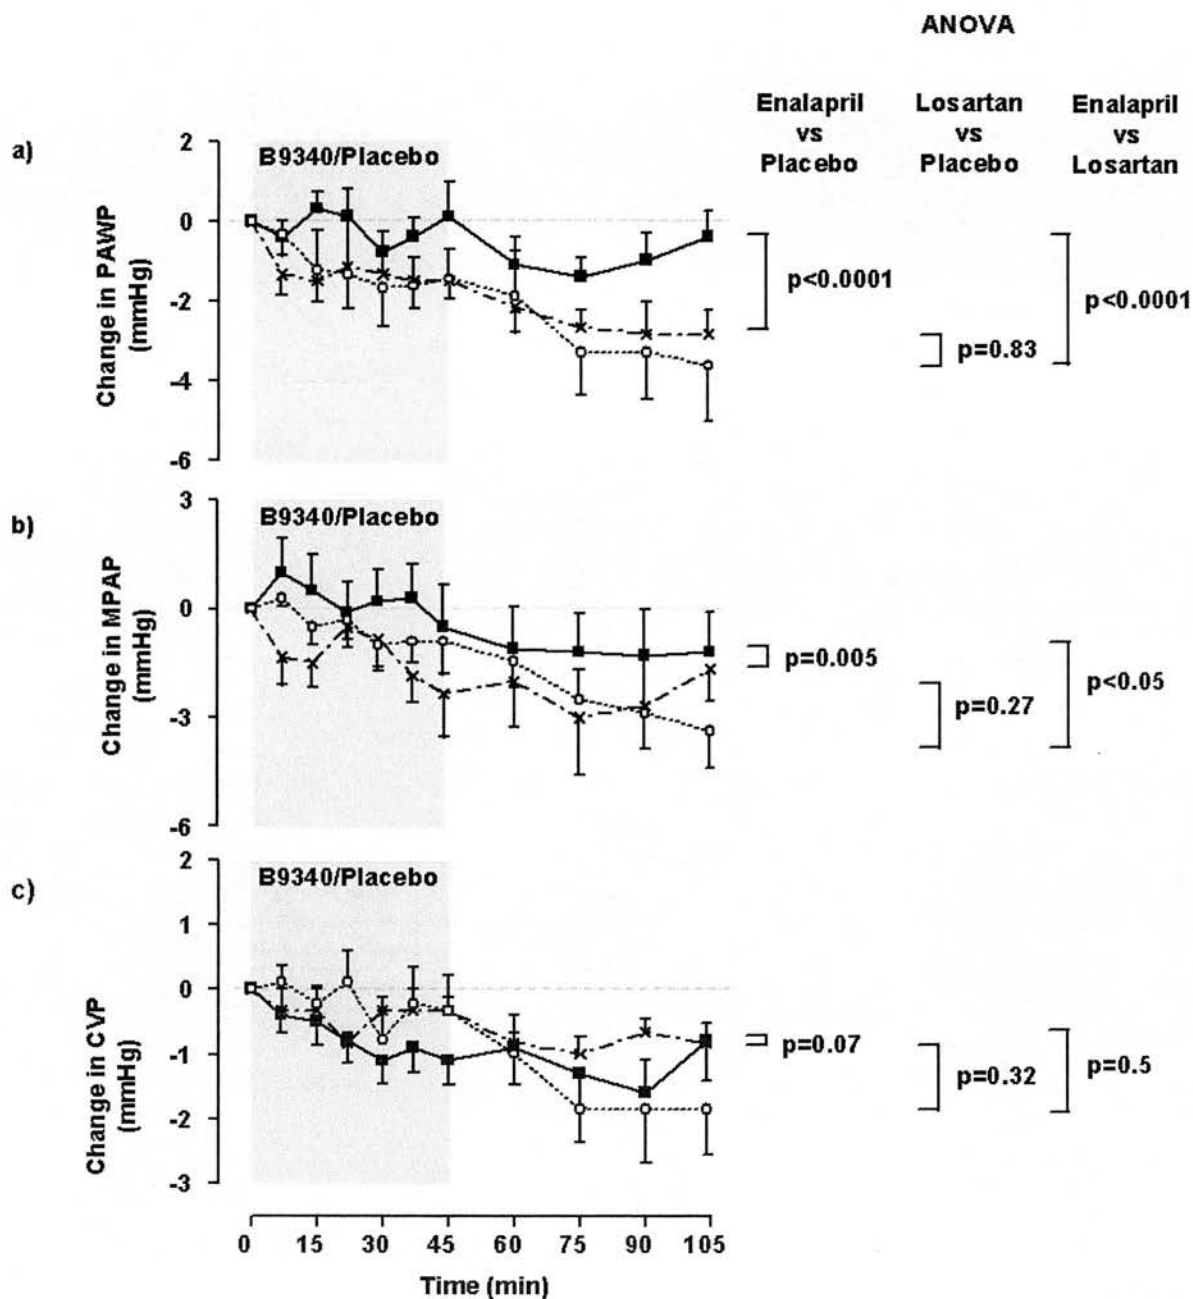 ANOVA
Enalapril
vs
Placebo
Losartan
vs
Placebo
Enalapril
vs
Losartan
a)
Change in PAWP
(mmHg)
2
0
-2
-4
-6
B9340/Placebo
p<0.0001
p=0.83
p<0.0001
b)
Change in MPAP
(mmHg)
3
0
-3
-6
B9340/Placebo
p=0.005
p=0.27
p<0.05
c)
Change in CVP
(mmHg)
2
1
0
-1
-2
-3
B9340/Placebo
p=0.07
p=0.32
p=0.5
0 15 30 45 60 75 90 105
Time (min)